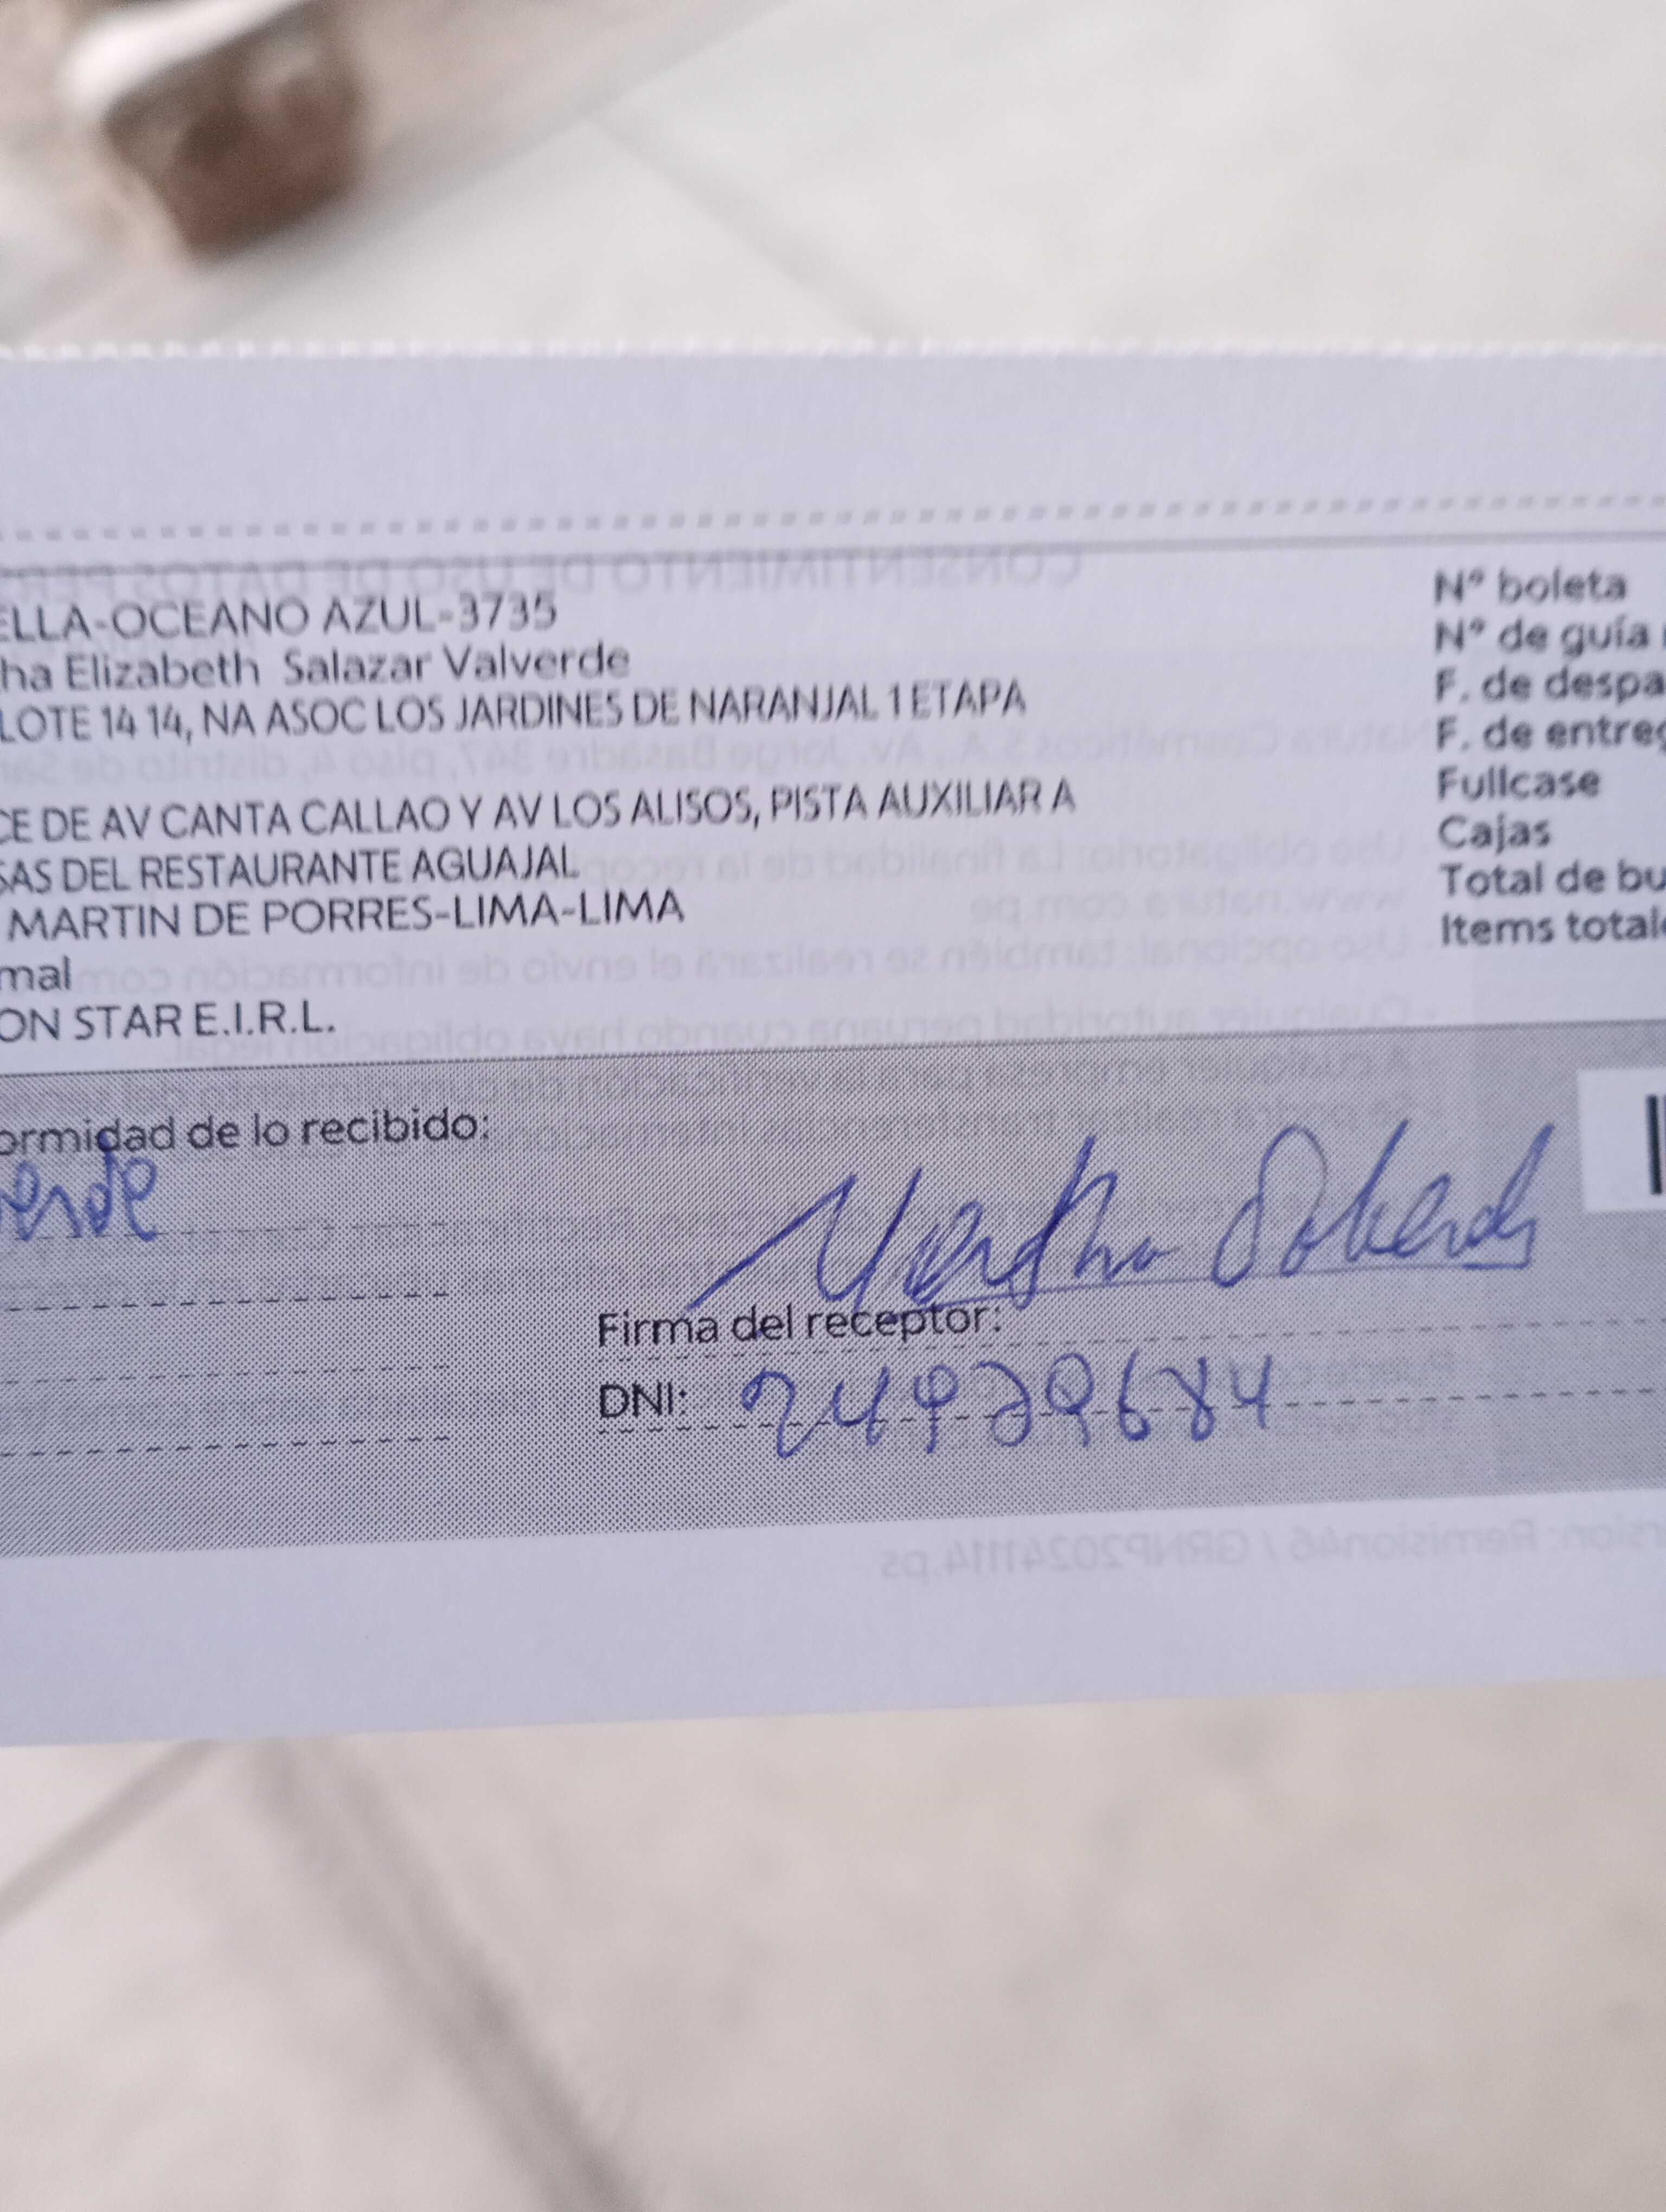 ELLA-OCEANO AZUL-3735
ha Elizabeth Salazar Valverde
LOTE 14 14, NA ASOC LOS JARDINES DE NARANJAL 1 ETAPA
CE DE AV CANTA CALLAO Y AV LOS ALISOS, PISTA AUXILIAR A
SAS DEL RESTAURANTE AGUAJAL
MARTIN DE PORRES-LIMA-LIMA
mal
ON STAR E.I.R.L.
N° boleta
N° de guía
F. de despa
F. de entreg
Fullcase
Cajas
Total de bu
Items totale
ormidad de lo recibido:
erde
Firma del receptor:
DNI: 24929684